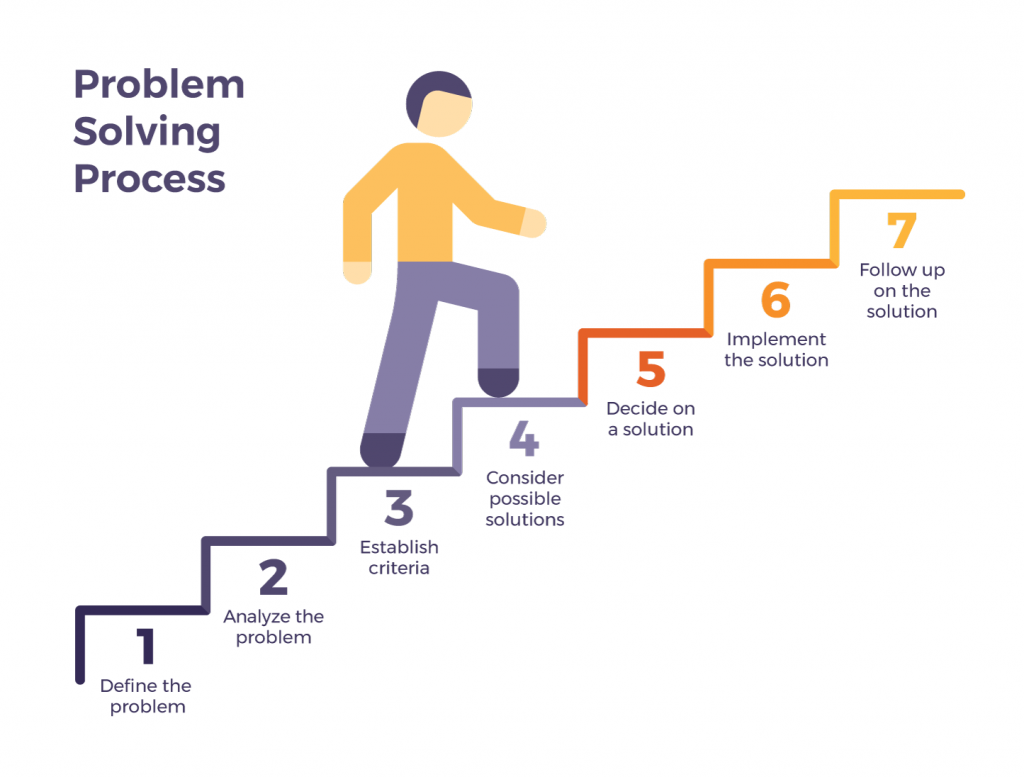 Problem
Solving
Process
1
Define the
problem
2
Analyze the
problem
3
Establish
criteria
4
Consider
possible
solutions
5
Decide on
a solution
6
Implement
the solution
7
Follow up
on the
solution